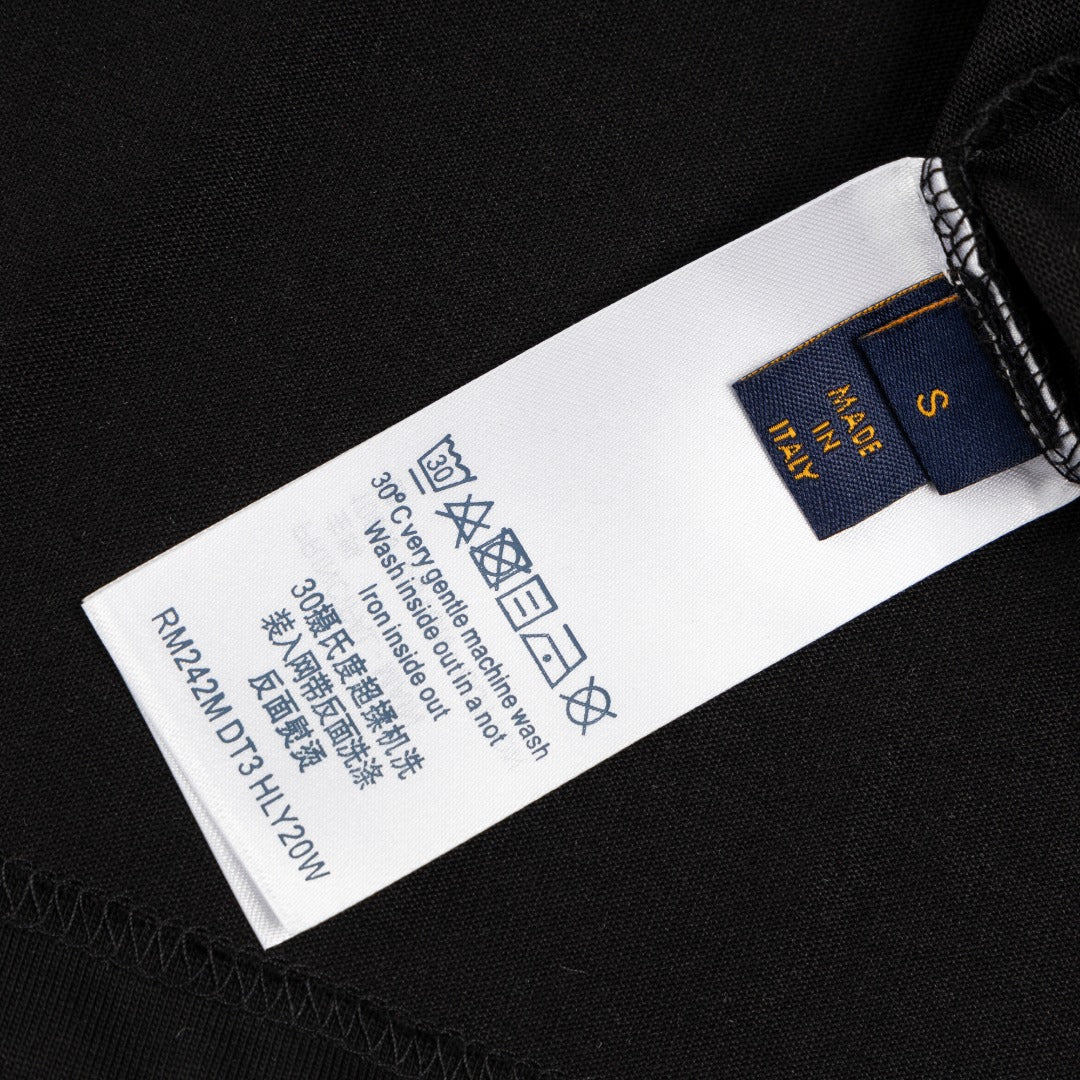 S
MADE
IN
ITALY
30
30°C very gentle machine wash
Wash inside out in a not
Iron inside out
30摄氏度超揉机洗
装入网带反面洗涤
反面熨烫
RM242M DT3 HLY20W